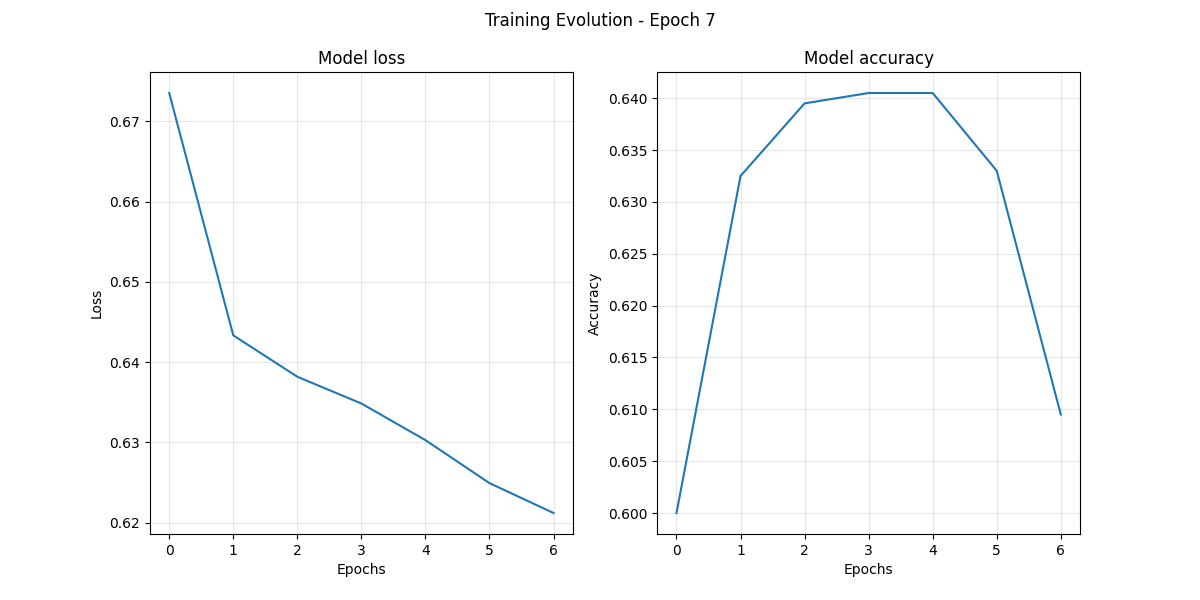 Training Evolution - Epoch 7
Model loss
0.67
0.66
0.65
0.64
0.63
0.62
Loss
0 1 2 3 4 5 6
Epochs
Model accuracy
0.640
0.635
0.630
0.625
0.620
0.615
0.610
0.605
0.600
Accuracy
0 1 2 3 4 5 6
Epochs